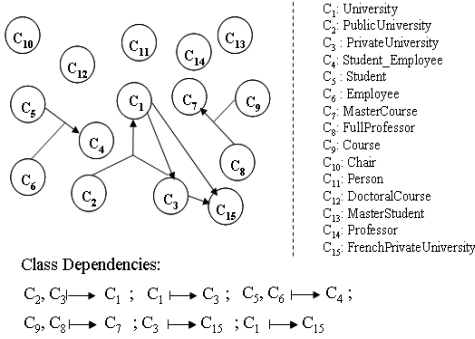 C10
C11
C13
C12
C14
C5
C1
C7
C9
C4
C8
C6
C2
C3
C15
C1: University
C2: PublicUniversity
C3 : PrivateUniversity
C4: Student_Employee
C5 : Student
C6 : Employee
C7 : MasterCourse
C8 : FullProfessor
C9 : Course
C10: Chair
C11: Person
C12: DoctoralCourse
C13: MasterStudent
C14: Professor
C15: FrenchPrivateUniversity
Class Dependencies:
C2, C3 ↦ C1 ; C1 ↦ C3 ; C5, C6 ↦ C4 ;
C9, C8 ↦ C7 ; C3 ↦ C15 ; C1 ↦ C15